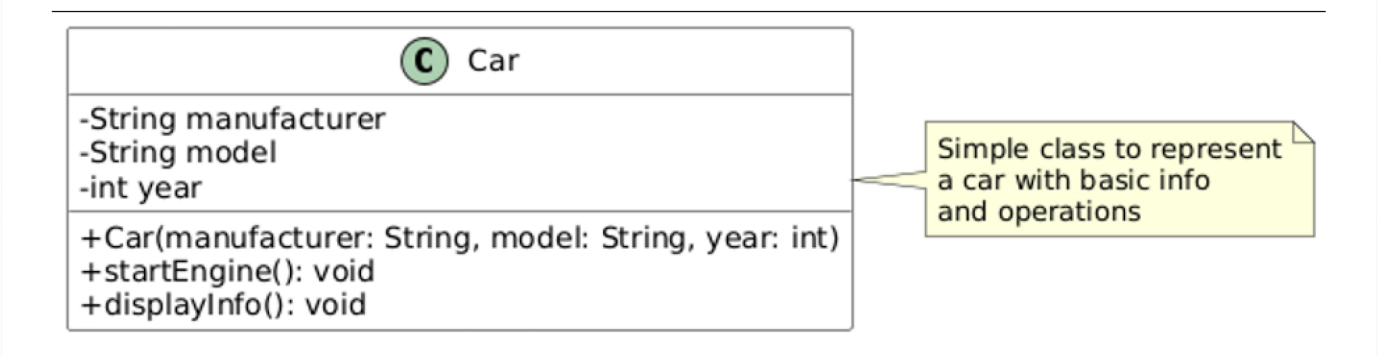 C Car
-String manufacturer
-String model
-int year
+Car(manufacturer: String, model: String, year: int)
+startEngine(): void
+displayInfo(): void
Simple class to represent
a car with basic info
and operations